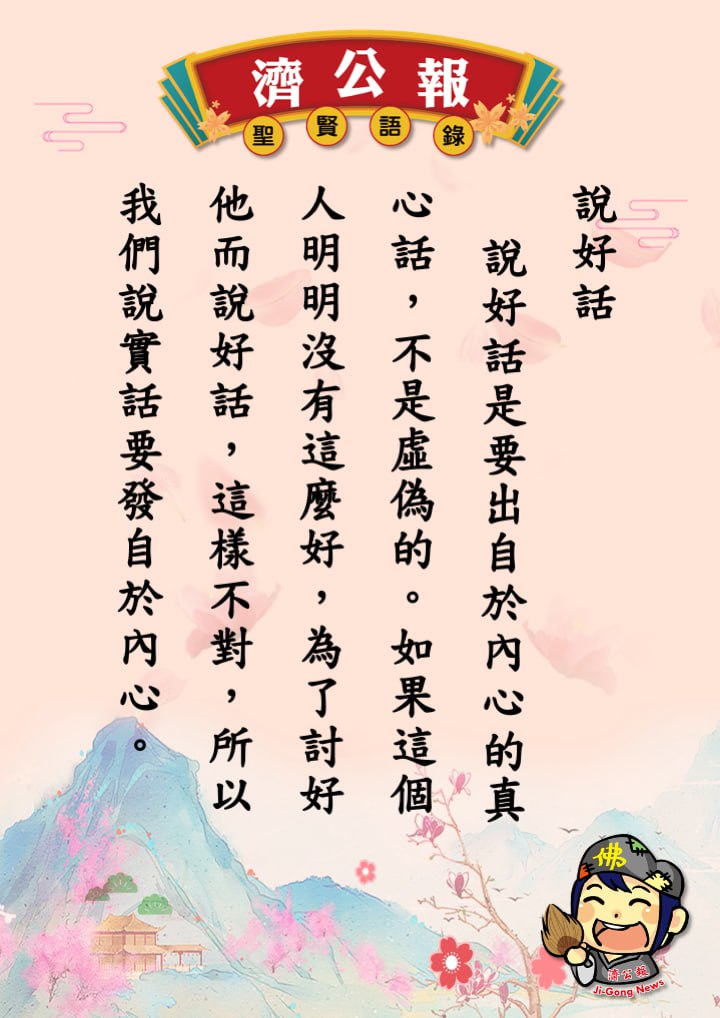 濟公報
聖賢語錄
說好話
說好話是要出自於內心的真
心話，不是虛偽的。如果這個
人明明沒有這麼好，為了討好
他而說好話，這樣不對，所以
我們說實話要發自於內心。
佛
濟公報
Ji-Gong News